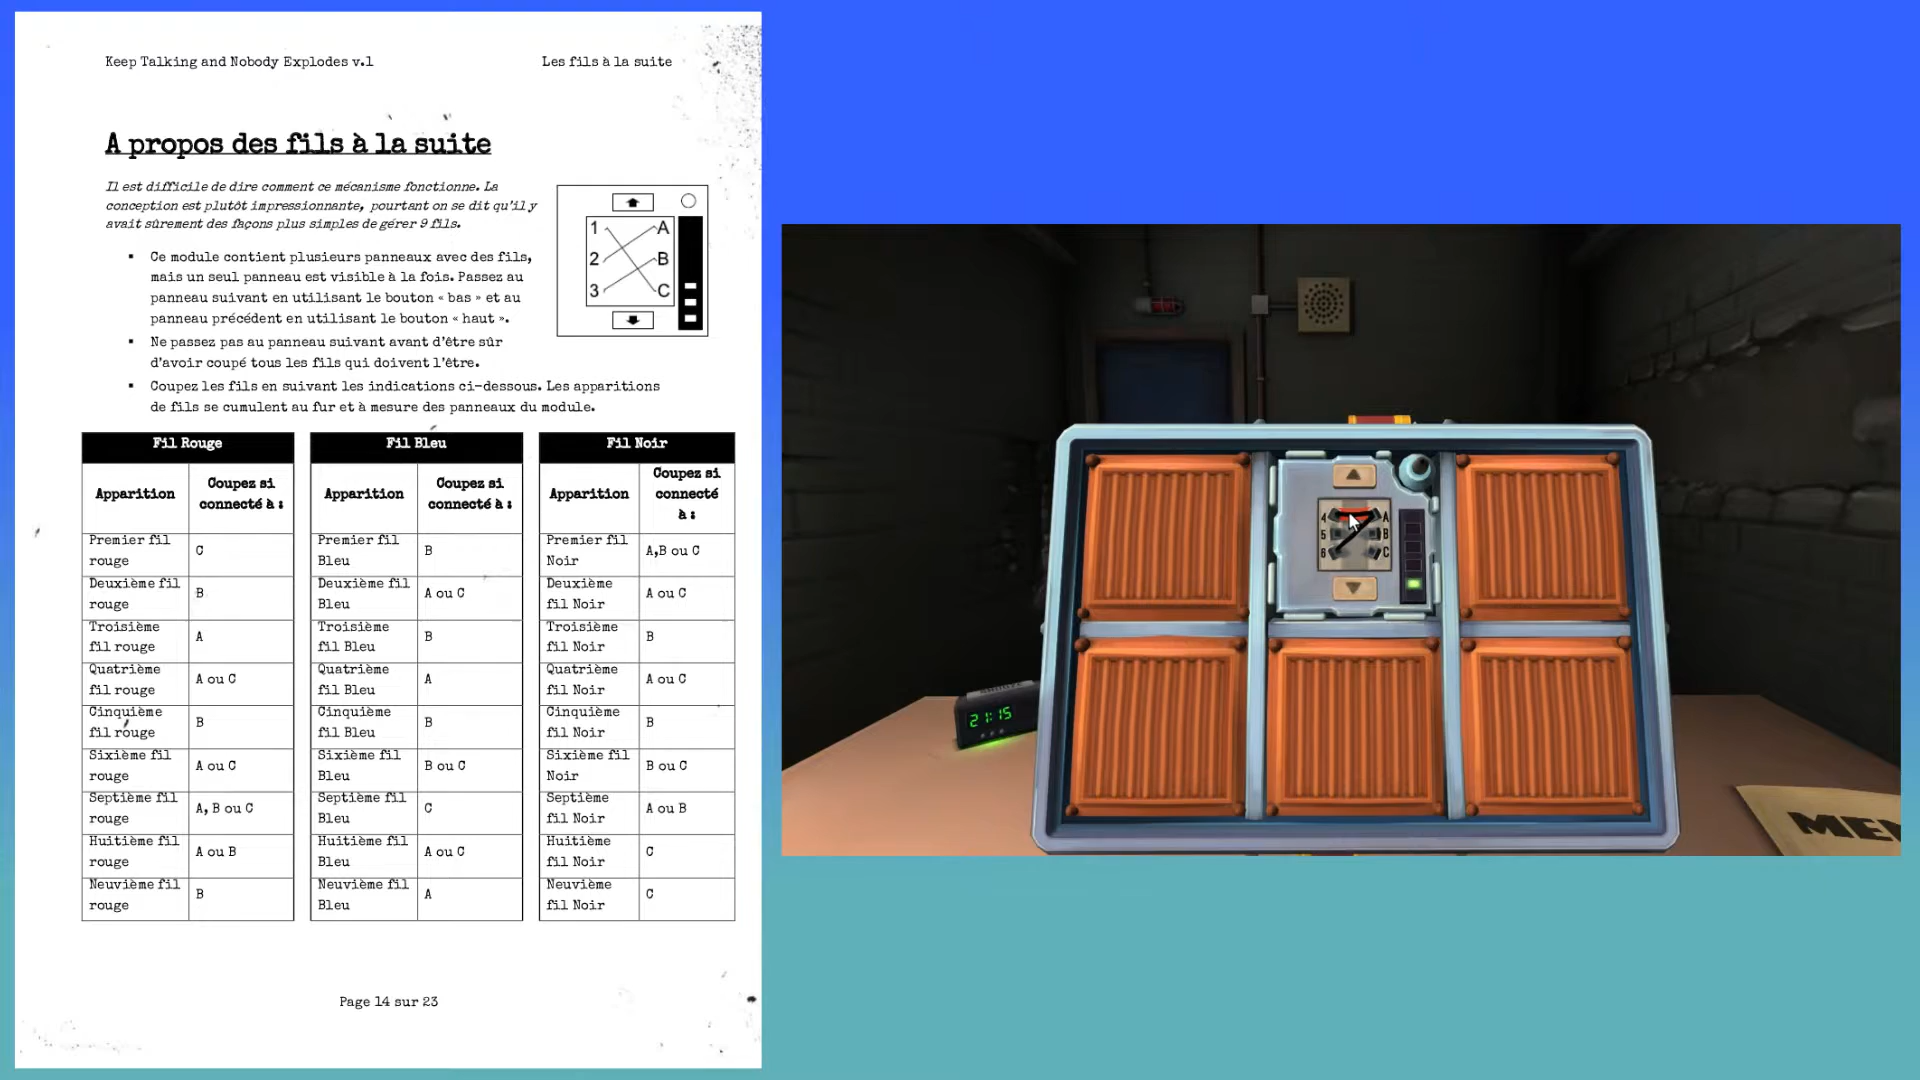 Keep Talking and Nobody Explodes v.1
Les fils à la suite
A propos des fils à la suite
Il est difficile de dire comment ce mécanisme fonctionne. La
conception est plutôt impressionnante, pourtant on se dit qu'il y
avait sûrement des façons plus simples de gérer 9 fils.
▪ Ce module contient plusieurs panneaux avec des fils,
mais un seul panneau est visible à la fois. Passez au
panneau suivant en utilisant le bouton « bas » et au
panneau précédent en utilisant le bouton « haut ».
▪ Ne passez pas au panneau suivant avant d'être sûr
d'avoir coupé tous les fils qui doivent l'être.
▪ Coupez les fils en suivant les indications ci-dessous. Les apparitions
de fils se cumulent au fur et à mesure des panneaux du module.
1 A
2 B
3 C
Fil Rouge
Apparition Coupez si connecté à :
Premier fil rouge C
Deuxième fil rouge B
Troisième fil rouge A
Quatrième fil rouge A ou C
Cinquième fil rouge B
Sixième fil rouge A ou C
Septième fil rouge A, B ou C
Huitième fil rouge A ou B
Neuvième fil rouge B
Fil Bleu
Apparition Coupez si connecté à :
Premier fil Bleu B
Deuxième fil Bleu A ou C
Troisième fil Bleu B
Quatrième fil Bleu A
Cinquième fil Bleu B
Sixième fil Bleu B ou C
Septième fil Bleu C
Huitième fil Bleu A ou C
Neuvième fil Bleu A
Fil Noir
Apparition Coupez si connecté à :
Premier fil Noir A,B ou C
Deuxième fil Noir A ou C
Troisième fil Noir B
Quatrième fil Noir A ou C
Cinquième fil Noir B
Sixième fil Noir B ou C
Septième fil Noir A ou B
Huitième fil Noir C
Neuvième fil Noir C
Page 14 sur 23
4 A
5 B
6 C
21:15